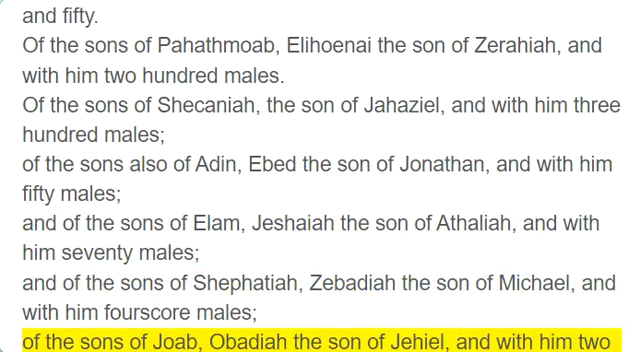 and fifty.
Of the sons of Pahathmoab, Elihoenai the son of Zerahiah, and
with him two hundred males.
Of the sons of Shecaniah, the son of Jahaziel, and with him three
hundred males;
of the sons also of Adin, Ebed the son of Jonathan, and with him
fifty males;
and of the sons of Elam, Jeshaiah the son of Athaliah, and with
him seventy males;
and of the sons of Shephatiah, Zebadiah the son of Michael, and
with him fourscore males;
of the sons of Joab, Obadiah the son of Jehiel, and with him two